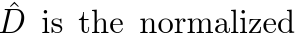 D̂ is the normalized